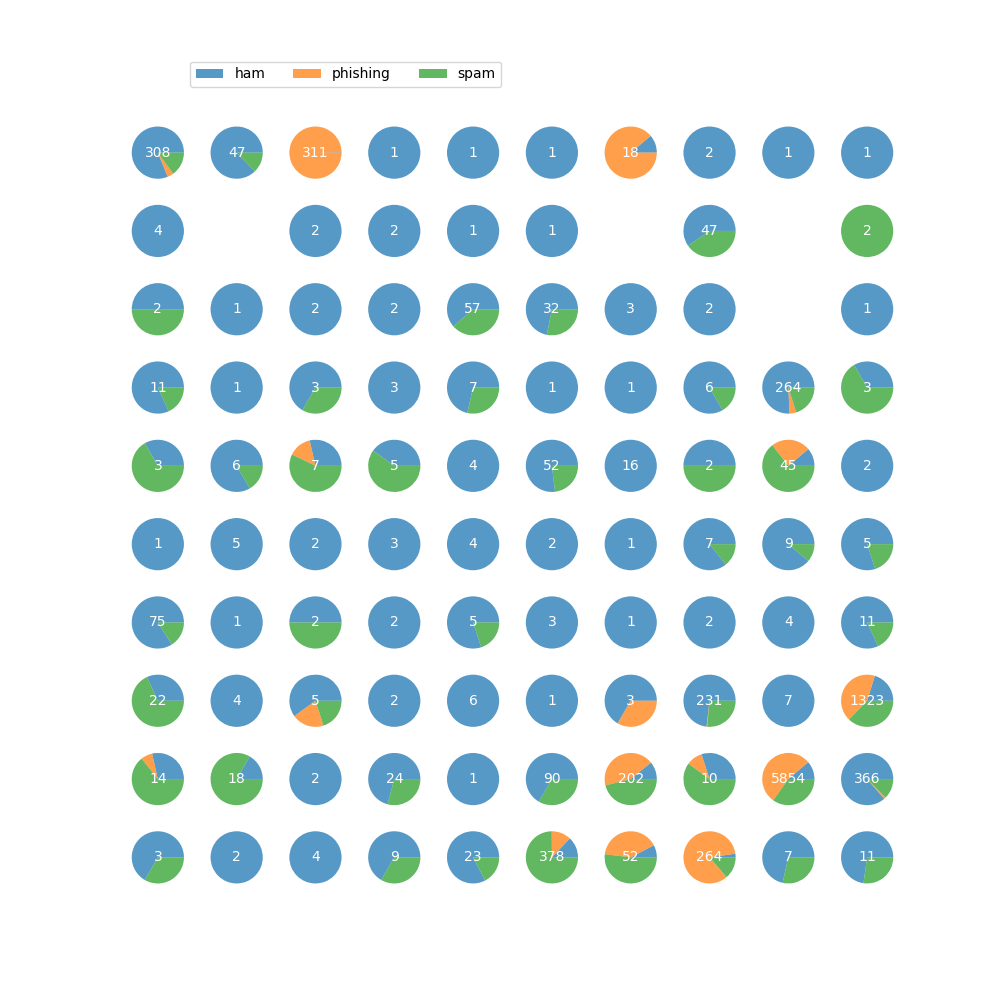 ham phishing spam
308 47 311 1 1 1 18 2 1 1
4 2 2 1 1 47 2
2 1 2 2 57 32 3 2 1
11 1 3 3 7 1 1 6 264 3
3 6 7 5 4 52 16 2 45 2
1 5 2 3 4 2 1 7 9 5
75 1 2 2 5 3 1 2 4 11
22 4 5 2 6 1 3 231 7 1323
14 18 2 24 1 90 202 10 5854 366
3 2 4 9 23 378 52 264 7 11